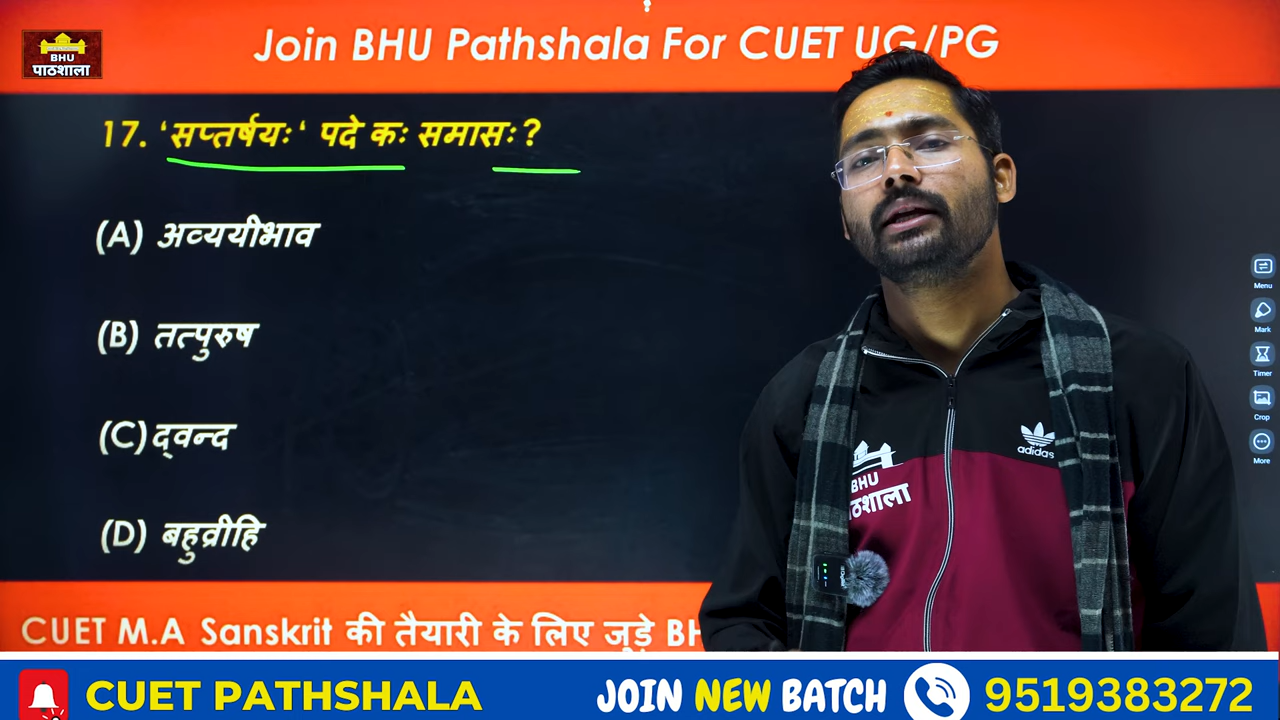 Join BHU Pathshala For CUET UG/PG
BHU
पाठशाला
17. ‘सप्तर्षयः‘ पदे कः समासः ?
(A) अव्ययीभाव
(B) तत्पुरुष
(C) द्वन्द
(D) बहुव्रीहि
Menu
Mark
Timer
Crop
More
adidas
BHU
ठशाला
CUET M.A Sanskrit की तैयारी के लिए जुड़े BH
CUET PATHSHALA
JOIN NEW BATCH
9519383272